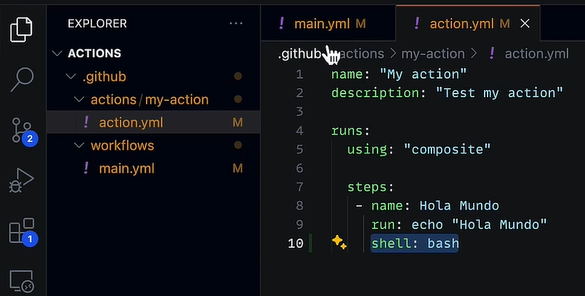 EXPLORER ...
ACTIONS
.github
actions/my-action
! action.yml M
workflows
! main.yml M
2
1
! main.yml M
! action.yml M ×
.github > actions > my-action > ! action.yml
1 name: "My action"
2 description: "Test my action"
3
4 runs:
5 using: "composite"
6
7 steps:
8 - name: Hola Mundo
9 run: echo "Hola Mundo"
10 shell: bash